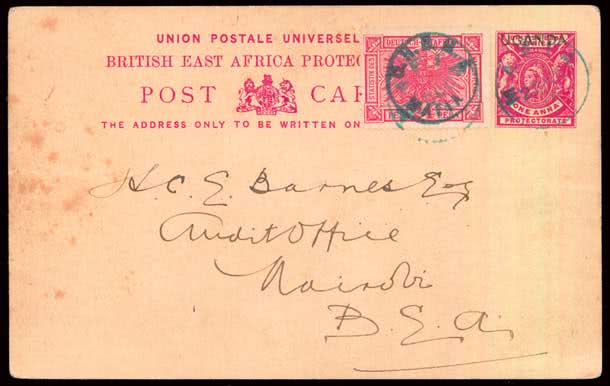 UNION POSTALE UNIVERSEL
BRITISH EAST AFRICA PROTEC
POST CAR
THE ADDRESS ONLY TO BE WRITTEN ON
UGANDA
ONE ANNA
PROTECTORATE
H.C.E. Barnes Esq
Audit Office
Nairobi
B.E.A.